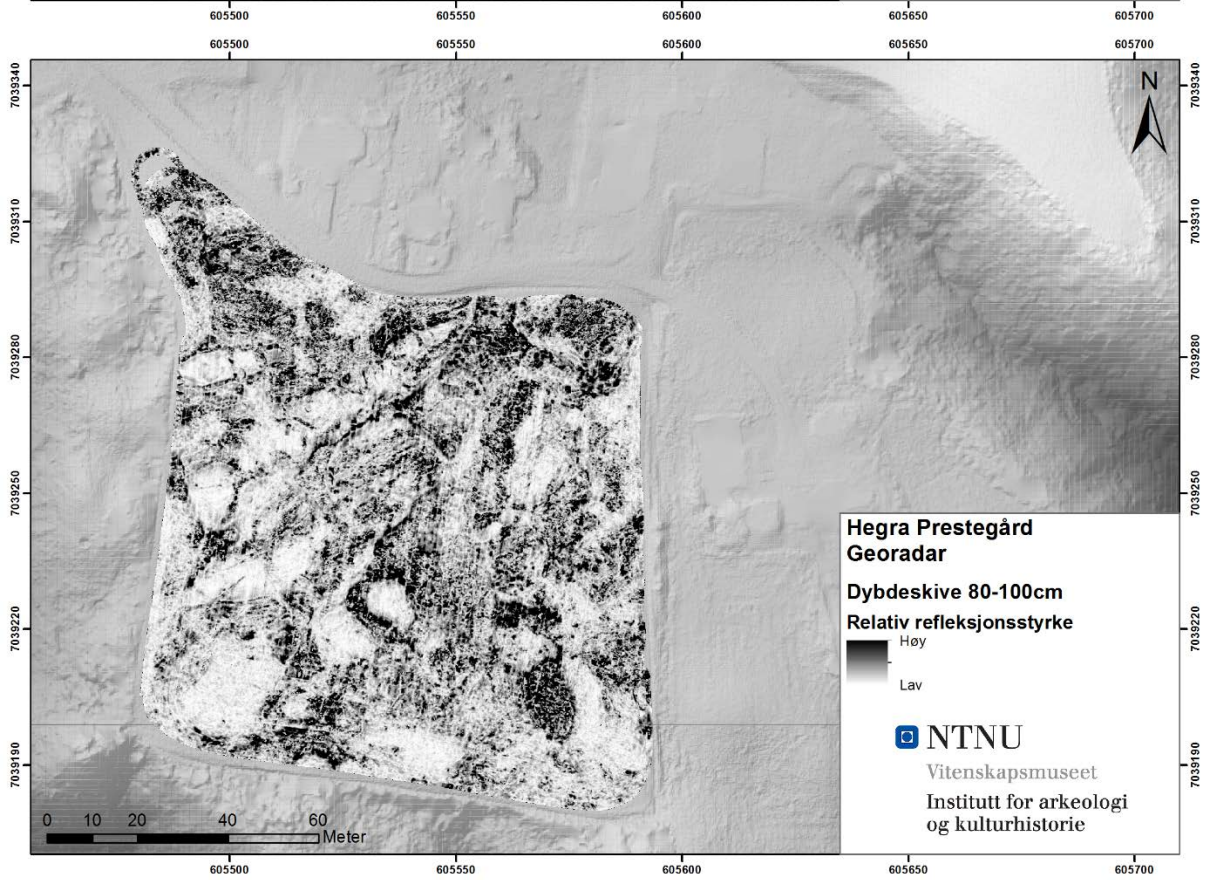 605500 605550 605600 605650 605700
605500 605550 605600 605650 605700
7039340 7039340
N
7039310 7039310
7039280 7039280
7039250 7039250
Hegra Prestegård
Georadar
Dybdeskive 80-100cm
Relativ refleksjonsstyrke
Høy
Lav
7039220 7039220
NTNU
Vitenskapsmuseet
Institutt for arkeologi
og kulturhistorie
7039190 7039190
0 10 20 40 60
Meter
605500 605550 605600 605650 605700